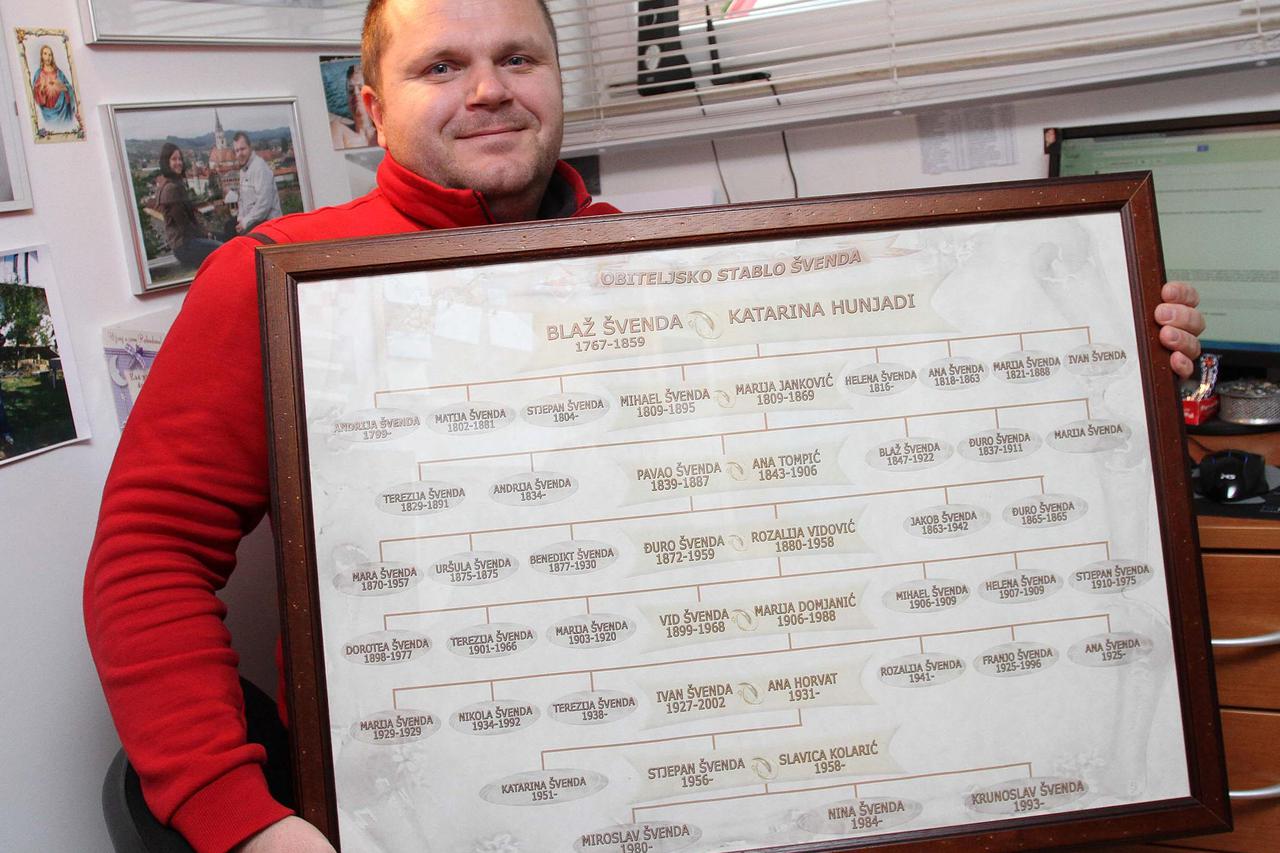 OBITELJSKO STABLO ŠVENDA
BLAŽ ŠVENDA KATARINA HUNJADI
1767-1859
ANDRIJA ŠVENDA
1799-
MATIJA ŠVENDA
1802-1881
STJEPAN ŠVENDA
1804-
MIHAEL ŠVENDA
1809-1895
MARIJA JANKOVIĆ
1809-1869
HELENA ŠVENDA
1816-
ANA ŠVENDA
1818-1863
MARIJA ŠVENDA
1821-1888
IVAN ŠVENDA
TEREZIJA ŠVENDA
1829-1891
ANDRIJA ŠVENDA
1834-
PAVAO ŠVENDA
1839-1887
ANA TOMPIĆ
1843-1906
BLAŽ ŠVENDA
1847-1922
ĐURO ŠVENDA
1837-1911
MARIJA ŠVENDA
MARA ŠVENDA
1870-1957
URŠULA ŠVENDA
1875-1875
BENEDIKT ŠVENDA
1877-1930
ĐURO ŠVENDA
1872-1959
ROZALIJA VIDOVIĆ
1880-1958
JAKOB ŠVENDA
1863-1942
ĐURO ŠVENDA
1865-1865
DOROTEA ŠVENDA
1898-1977
TEREZIJA ŠVENDA
1901-1966
MARIJA ŠVENDA
1903-1920
VID ŠVENDA
1899-1968
MARIJA DOMJANIĆ
1906-1988
MIHAEL ŠVENDA
1906-1909
HELENA ŠVENDA
1907-1909
STJEPAN ŠVENDA
1910-1975
MARIJA ŠVENDA
1929-1929
NIKOLA ŠVENDA
1934-1992
TEREZIJA ŠVENDA
1938-
IVAN ŠVENDA
1927-2002
ANA HORVAT
1931-
ROZALIJA ŠVENDA
1941-
FRANJO ŠVENDA
1925-1996
ANA ŠVENDA
1925-
KATARINA ŠVENDA
1951-
STJEPAN ŠVENDA
1956-
SLAVICA KOLARIĆ
1958-
MIROSLAV ŠVENDA
1980-
NINA ŠVENDA
1984-
KRUNOSLAV ŠVENDA
1993-